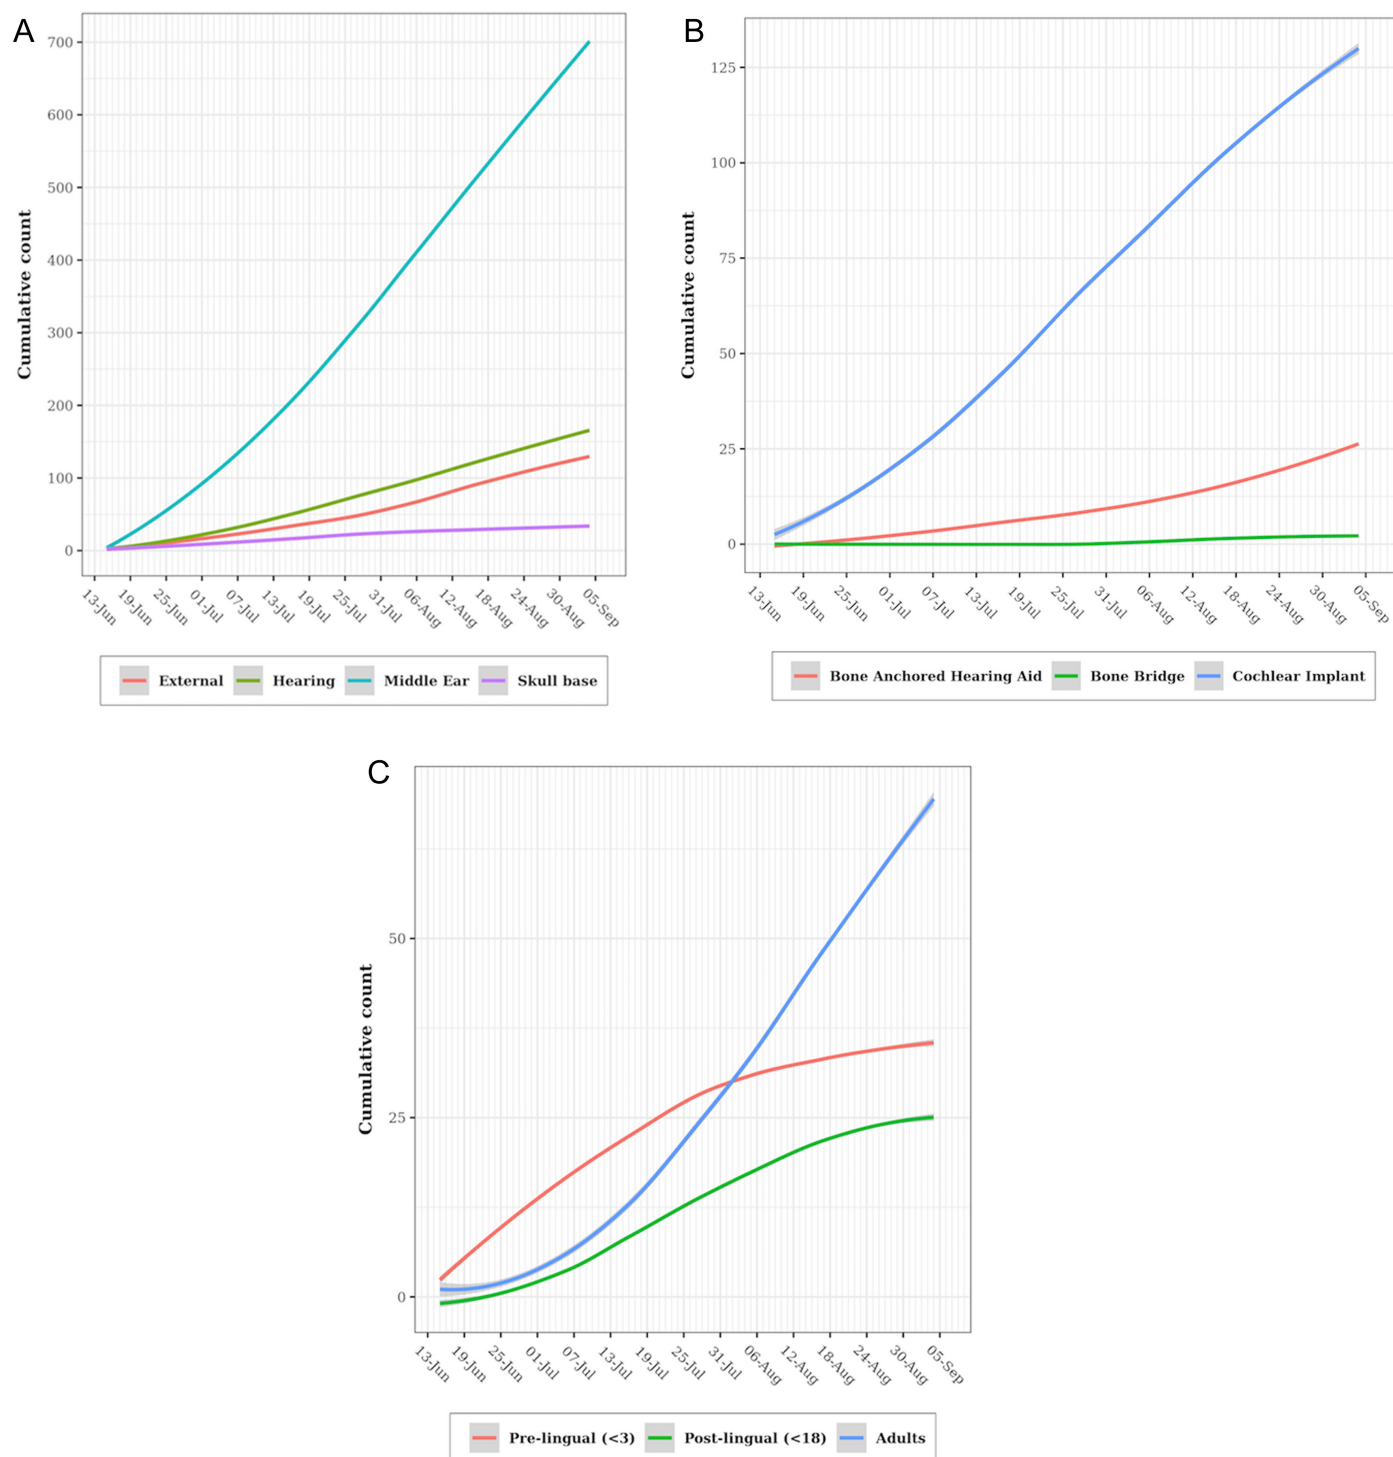 A
Cumulative count
700
600
500
400
300
200
100
0
13-Jun 19-Jun 25-Jun 01-Jul 07-Jul 13-Jul 19-Jul 25-Jul 31-Jul 06-Aug 12-Aug 18-Aug 24-Aug 30-Aug 05-Sep
External Hearing Middle Ear Skull base
B
Cumulative count
125
100
75
50
25
0
13-Jun 19-Jun 25-Jun 01-Jul 07-Jul 13-Jul 19-Jul 25-Jul 31-Jul 06-Aug 12-Aug 18-Aug 24-Aug 30-Aug 05-Sep
Bone Anchored Hearing Aid Bone Bridge Cochlear Implant
C
Cumulative count
50
25
0
13-Jun 19-Jun 25-Jun 01-Jul 07-Jul 13-Jul 19-Jul 25-Jul 31-Jul 06-Aug 12-Aug 18-Aug 24-Aug 30-Aug 05-Sep
Pre-lingual (<3) Post-lingual (<18) Adults